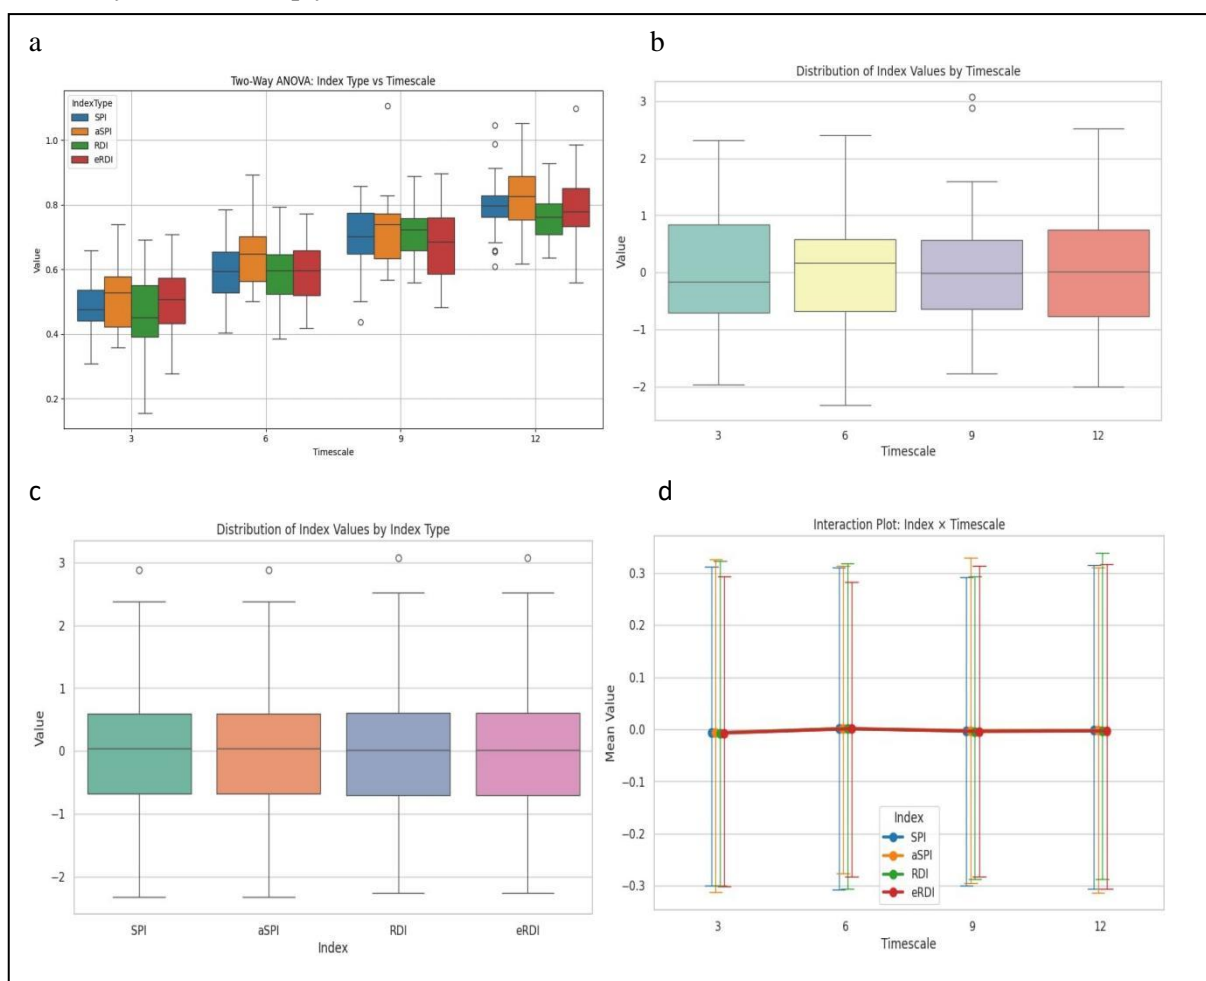 a
Two-Way ANOVA: Index Type vs Timescale
IndexType
SPI
aSPI
RDI
eRDI
Value
1.0
0.8
0.6
0.4
0.2
3 6 9 12
Timescale
b
Distribution of Index Values by Timescale
Value
3
2
1
0
−1
−2
3 6 9 12
Timescale
c
Distribution of Index Values by Index Type
Value
3
2
1
0
−1
−2
SPI aSPI RDI eRDI
Index
d
Interaction Plot: Index × Timescale
Mean Value
0.3
0.2
0.1
0.0
−0.1
−0.2
−0.3
Index
SPI
aSPI
RDI
eRDI
3 6 9 12
Timescale